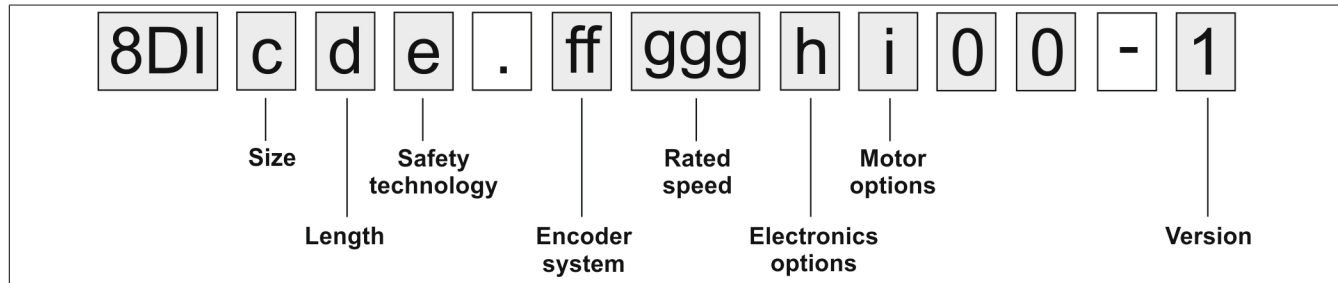 8DI c d e . ff ggg h i 0 0 - 1
Size
Safety
technology
Rated
speed
Motor
options
Length
Encoder
system
Electronics
options
Version